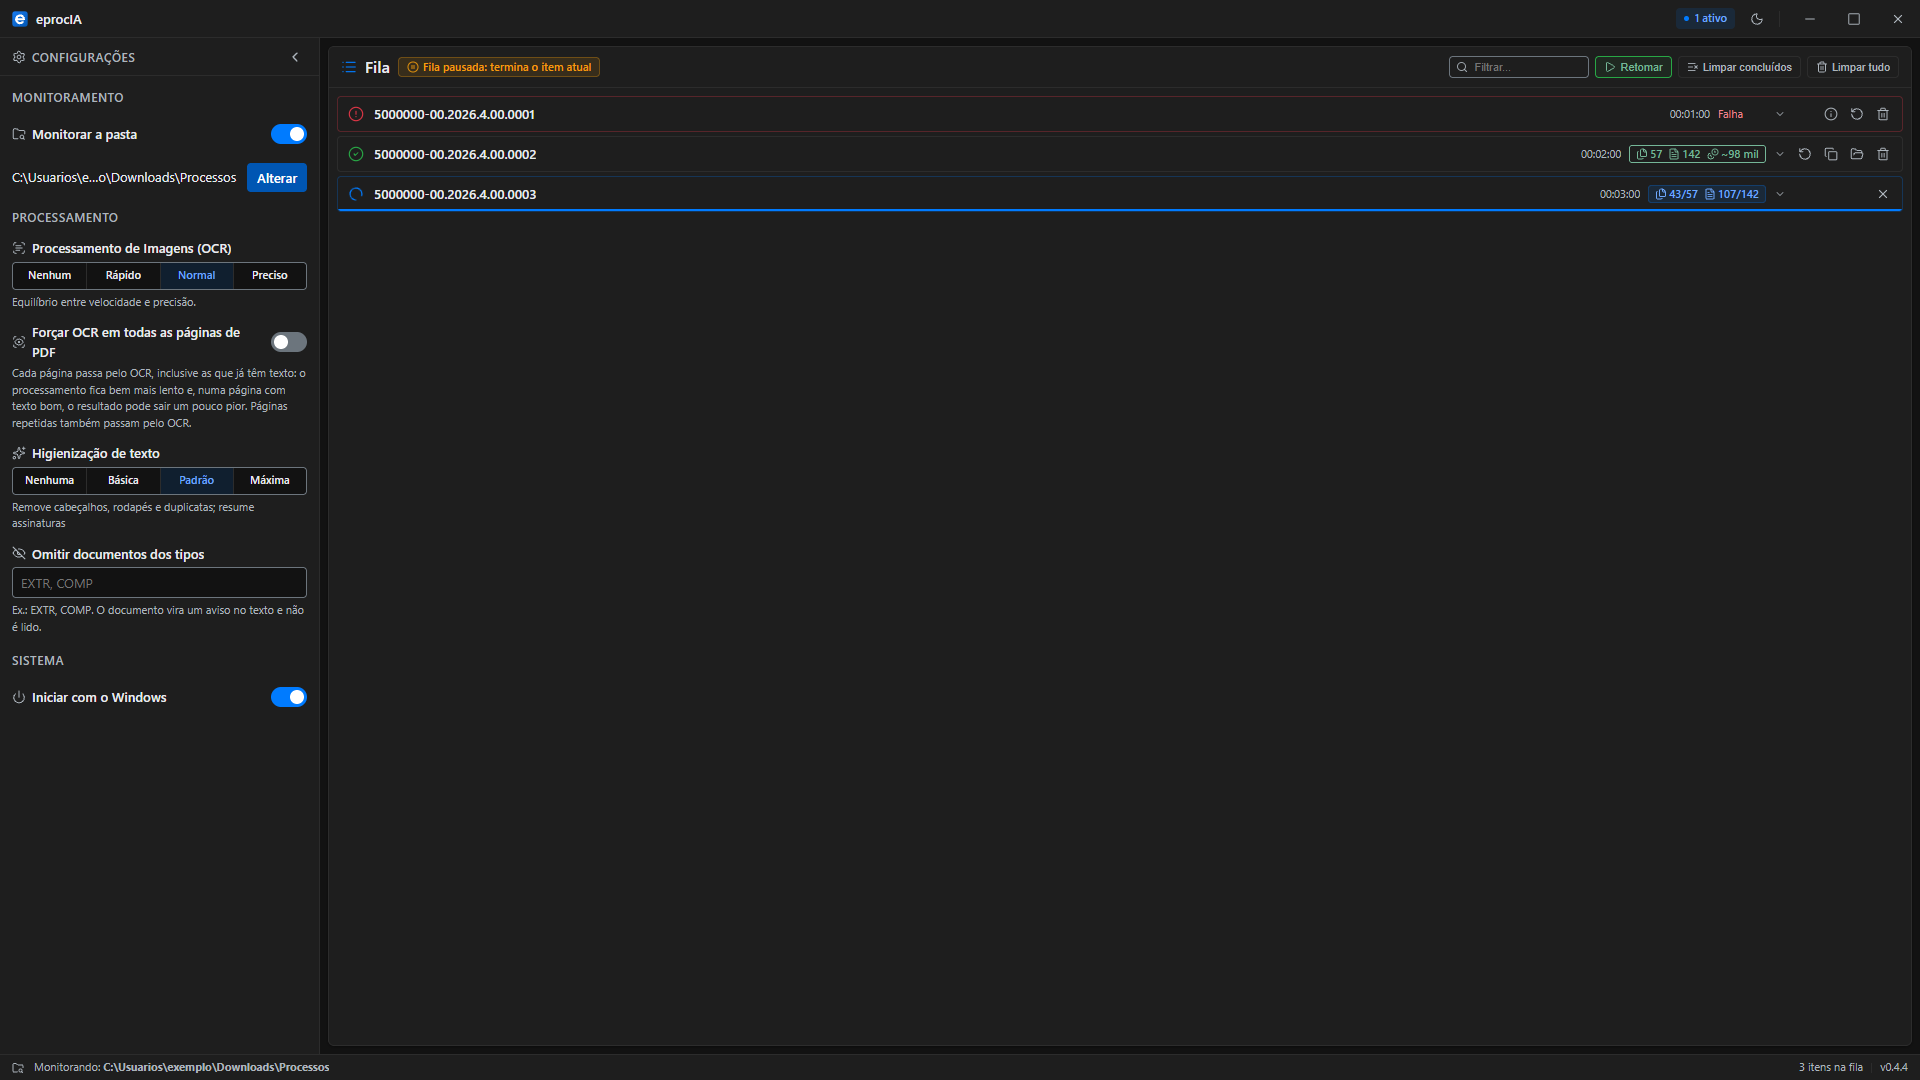 eprocIA
1 ativo
CONFIGURAÇÕES
MONITORAMENTO
Monitorar a pasta
C:\Usuarios\e...o\Downloads\Processos
Alterar
PROCESSAMENTO
Processamento de Imagens (OCR)
Nenhum Rápido Normal Preciso
Equilíbrio entre velocidade e precisão.
Forçar OCR em todas as páginas de
PDF
Cada página passa pelo OCR, inclusive as que já têm texto: o
processamento fica bem mais lento e, numa página com
texto bom, o resultado pode sair um pouco pior. Páginas
repetidas também passam pelo OCR.
Higienização de texto
Nenhuma Básica Padrão Máxima
Remove cabeçalhos, rodapés e duplicatas; resume
assinaturas
Omitir documentos dos tipos
EXTR, COMP
Ex.: EXTR, COMP. O documento vira um aviso no texto e não
é lido.
SISTEMA
Iniciar com o Windows
Fila
Fila pausada: termina o item atual
Filtrar...
Retomar
Limpar concluídos
Limpar tudo
5000000-00.2026.4.00.0001 00:01:00 Falha
5000000-00.2026.4.00.0002 00:02:00 57 142 ~98 mil
5000000-00.2026.4.00.0003 00:03:00 43/57 107/142
Monitorando: C:\Usuarios\exemplo\Downloads\Processos
3 itens na fila
v0.4.4